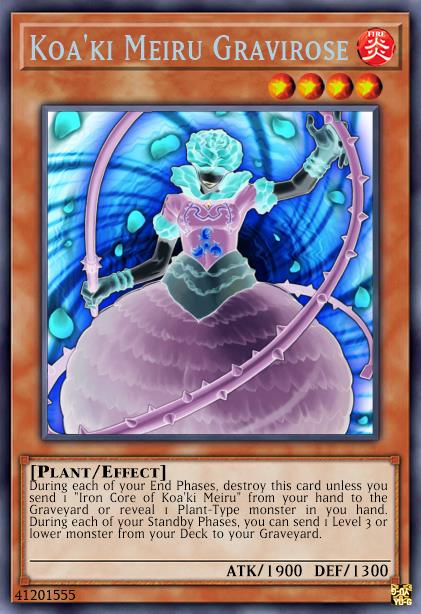 Koa'ki Meiru Gravirose
FIRE
炎
[Plant/Effect]
During each of your End Phases, destroy this card unless you
send 1 "Iron Core of Koa'ki Meiru" from your hand to the
Graveyard or reveal 1 Plant-Type monster in you hand.
During each of your Standby Phases, you can send 1 Level 3 or
lower monster from your Deck to your Graveyard.
ATK/1900 DEF/1300
41201555